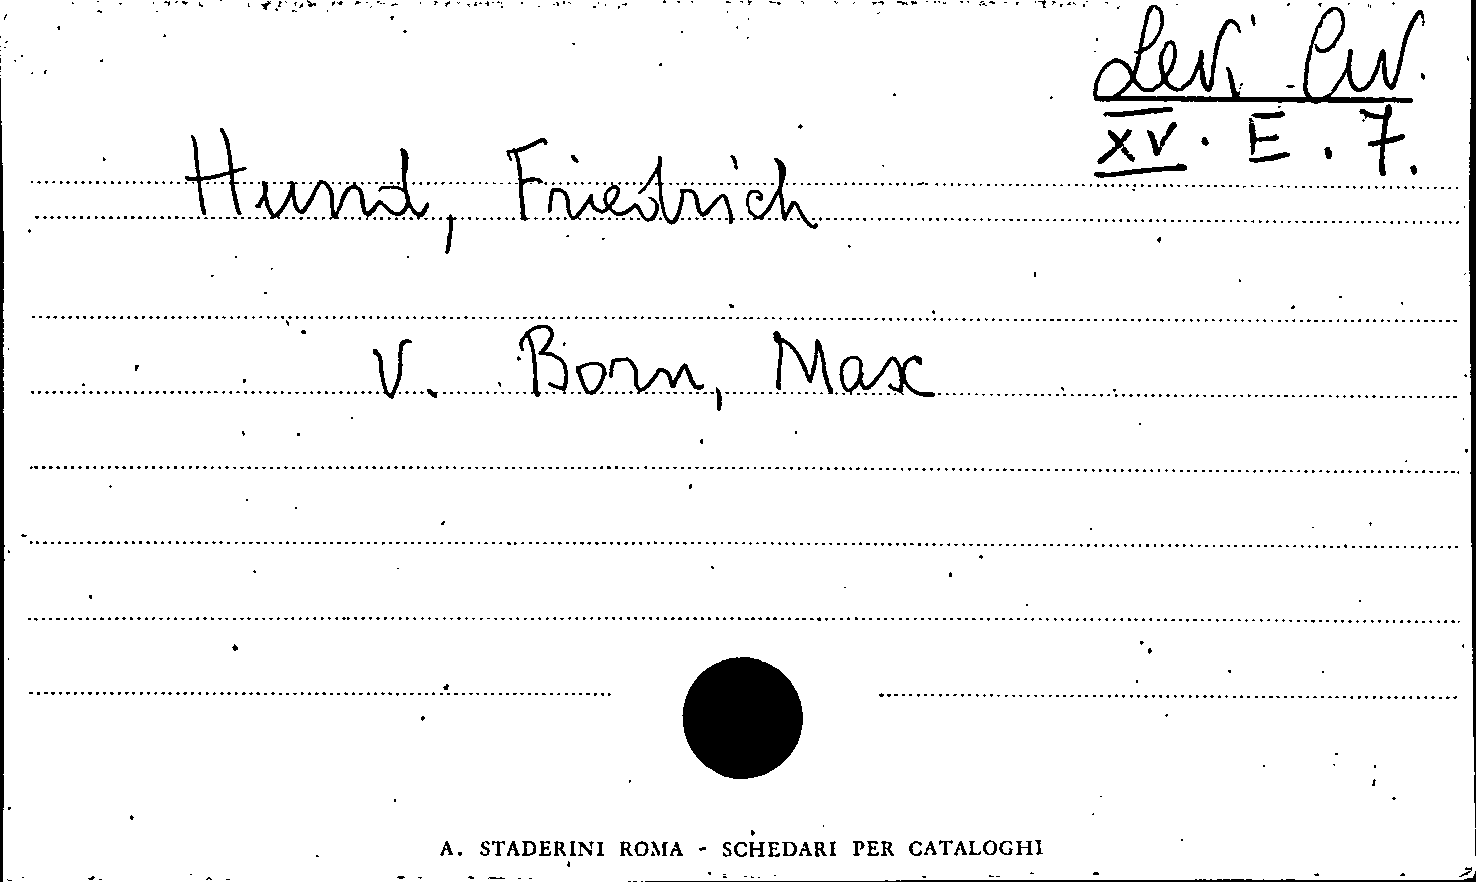 Levi Civ.
XV. E. 7.
Hund, Friedrich
V. Born, Max
A. STADERINI ROMA - SCHEDARI PER CATALOGHI